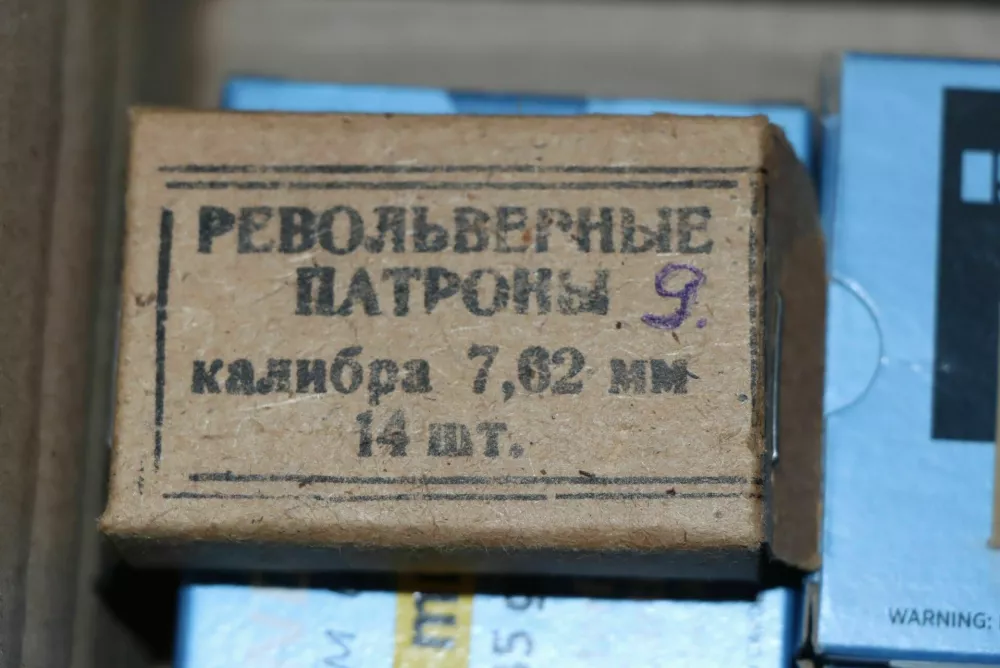 РЕВОЛЬВЕРНЫЕ
ПАТРОНЫ 9.
калибра 7,62 мм
14 шт.
WARNING: